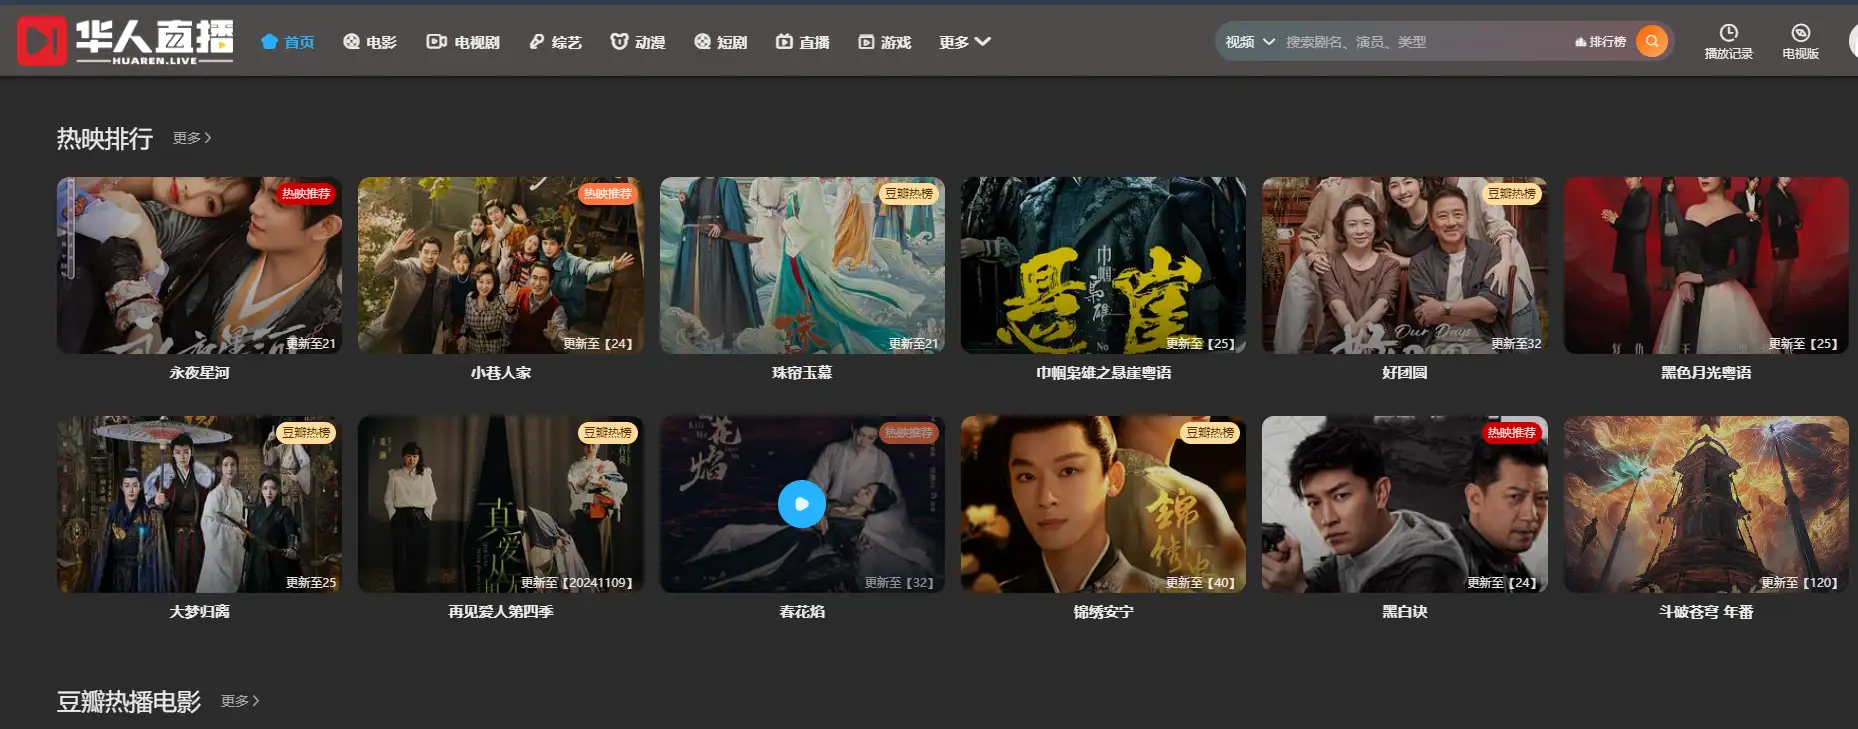 华人直播
HUAREN.LIVE
首页 电影 电视剧 综艺 动漫 短剧 直播 游戏 更多
视频 搜索剧名、演员、类型 排行榜
播放记录 电视版
热映排行 更多
热映推荐
更新至21
永夜星河
热映推荐
更新至【24】
小巷人家
豆瓣热榜
珠
更新至21
珠帘玉幕
巾帼枭雄
悬崖
No
更新至【25】
巾帼枭雄之悬崖粤语
豆瓣热榜
Our Days
更新至32
好团圆
更新至【25】
黑色月光粤语
豆瓣热榜
更新至25
大梦归离
豆瓣热榜
真爱
更新至【20241109】
再见爱人第四季
花焰
热映推荐
更新至【32】
春花焰
豆瓣热榜
锦绣安
更新至【40】
锦绣安宁
热映推荐
更新至【24】
黑白诀
更新至【120】
斗破苍穹 年番
豆瓣热播电影 更多